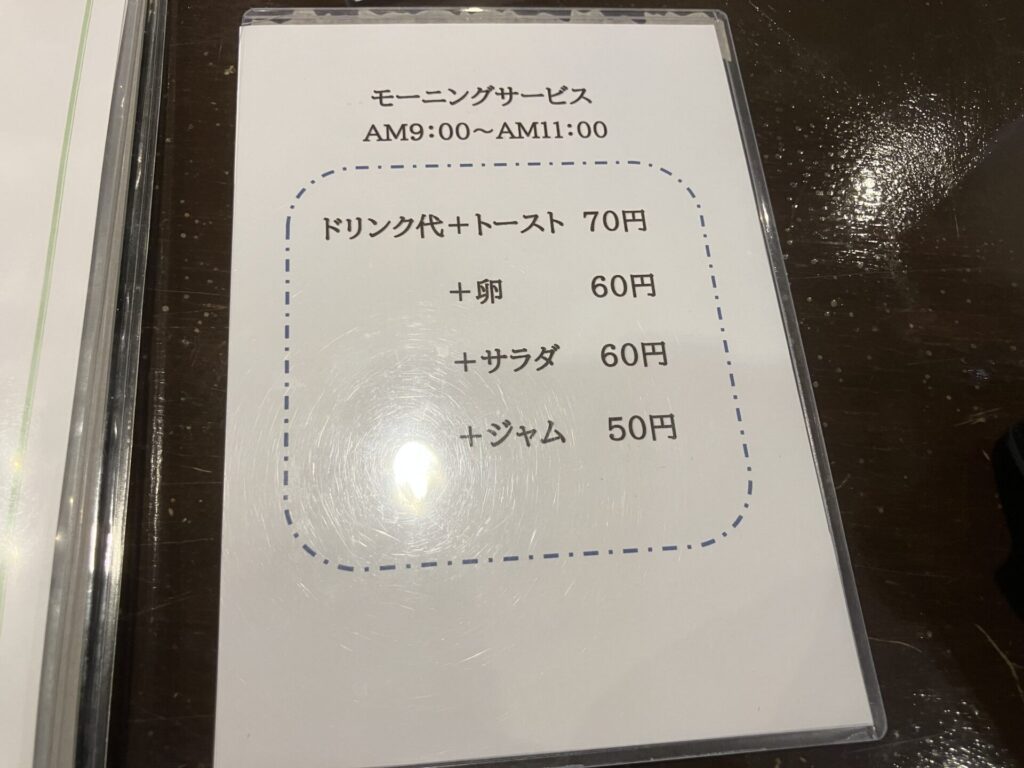 モーニングサービス
AM9:00～AM11:00
ドリンク代＋トースト 70円
＋卵 60円
＋サラダ 60円
＋ジャム 50円